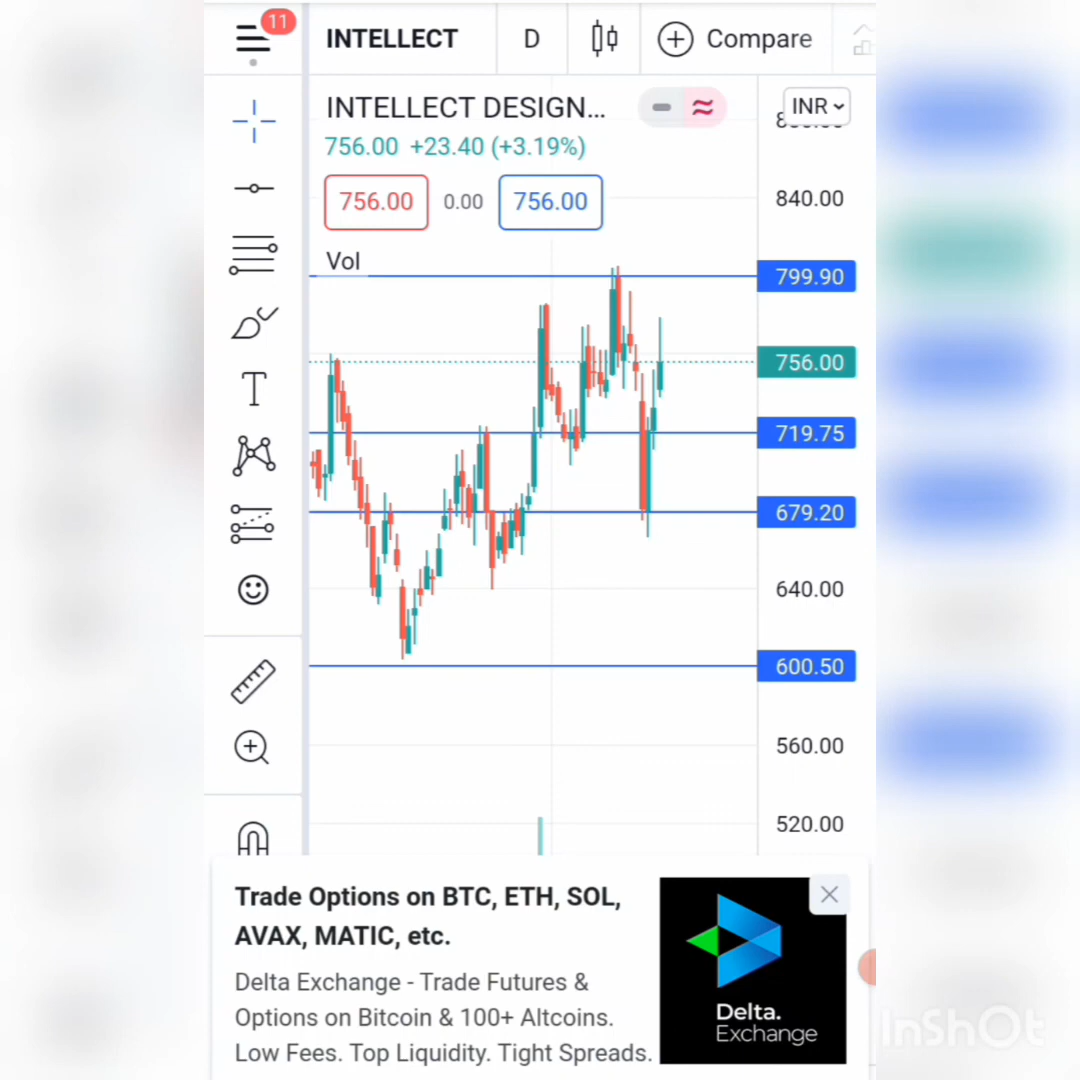 11
INTELLECT
D
Compare
INTELLECT DESIGN...
INR
756.00 +23.40 (+3.19%)
756.00 0.00 756.00
840.00
Vol
799.90
756.00
719.75
679.20
640.00
600.50
560.00
520.00
Trade Options on BTC, ETH, SOL,
AVAX, MATIC, etc.
Delta Exchange - Trade Futures &
Options on Bitcoin & 100+ Altcoins.
Low Fees. Top Liquidity. Tight Spreads.
Delta.
Exchange
InShOt